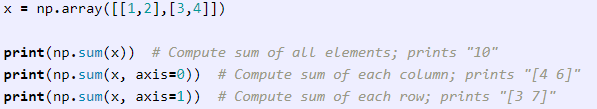 x = np.array([[1,2],[3,4]])
print(np.sum(x))  # Compute sum of all elements; prints "10"
print(np.sum(x, axis=0))  # Compute sum of each column; prints "[4 6]"
print(np.sum(x, axis=1))  # Compute sum of each row; prints "[3 7]"